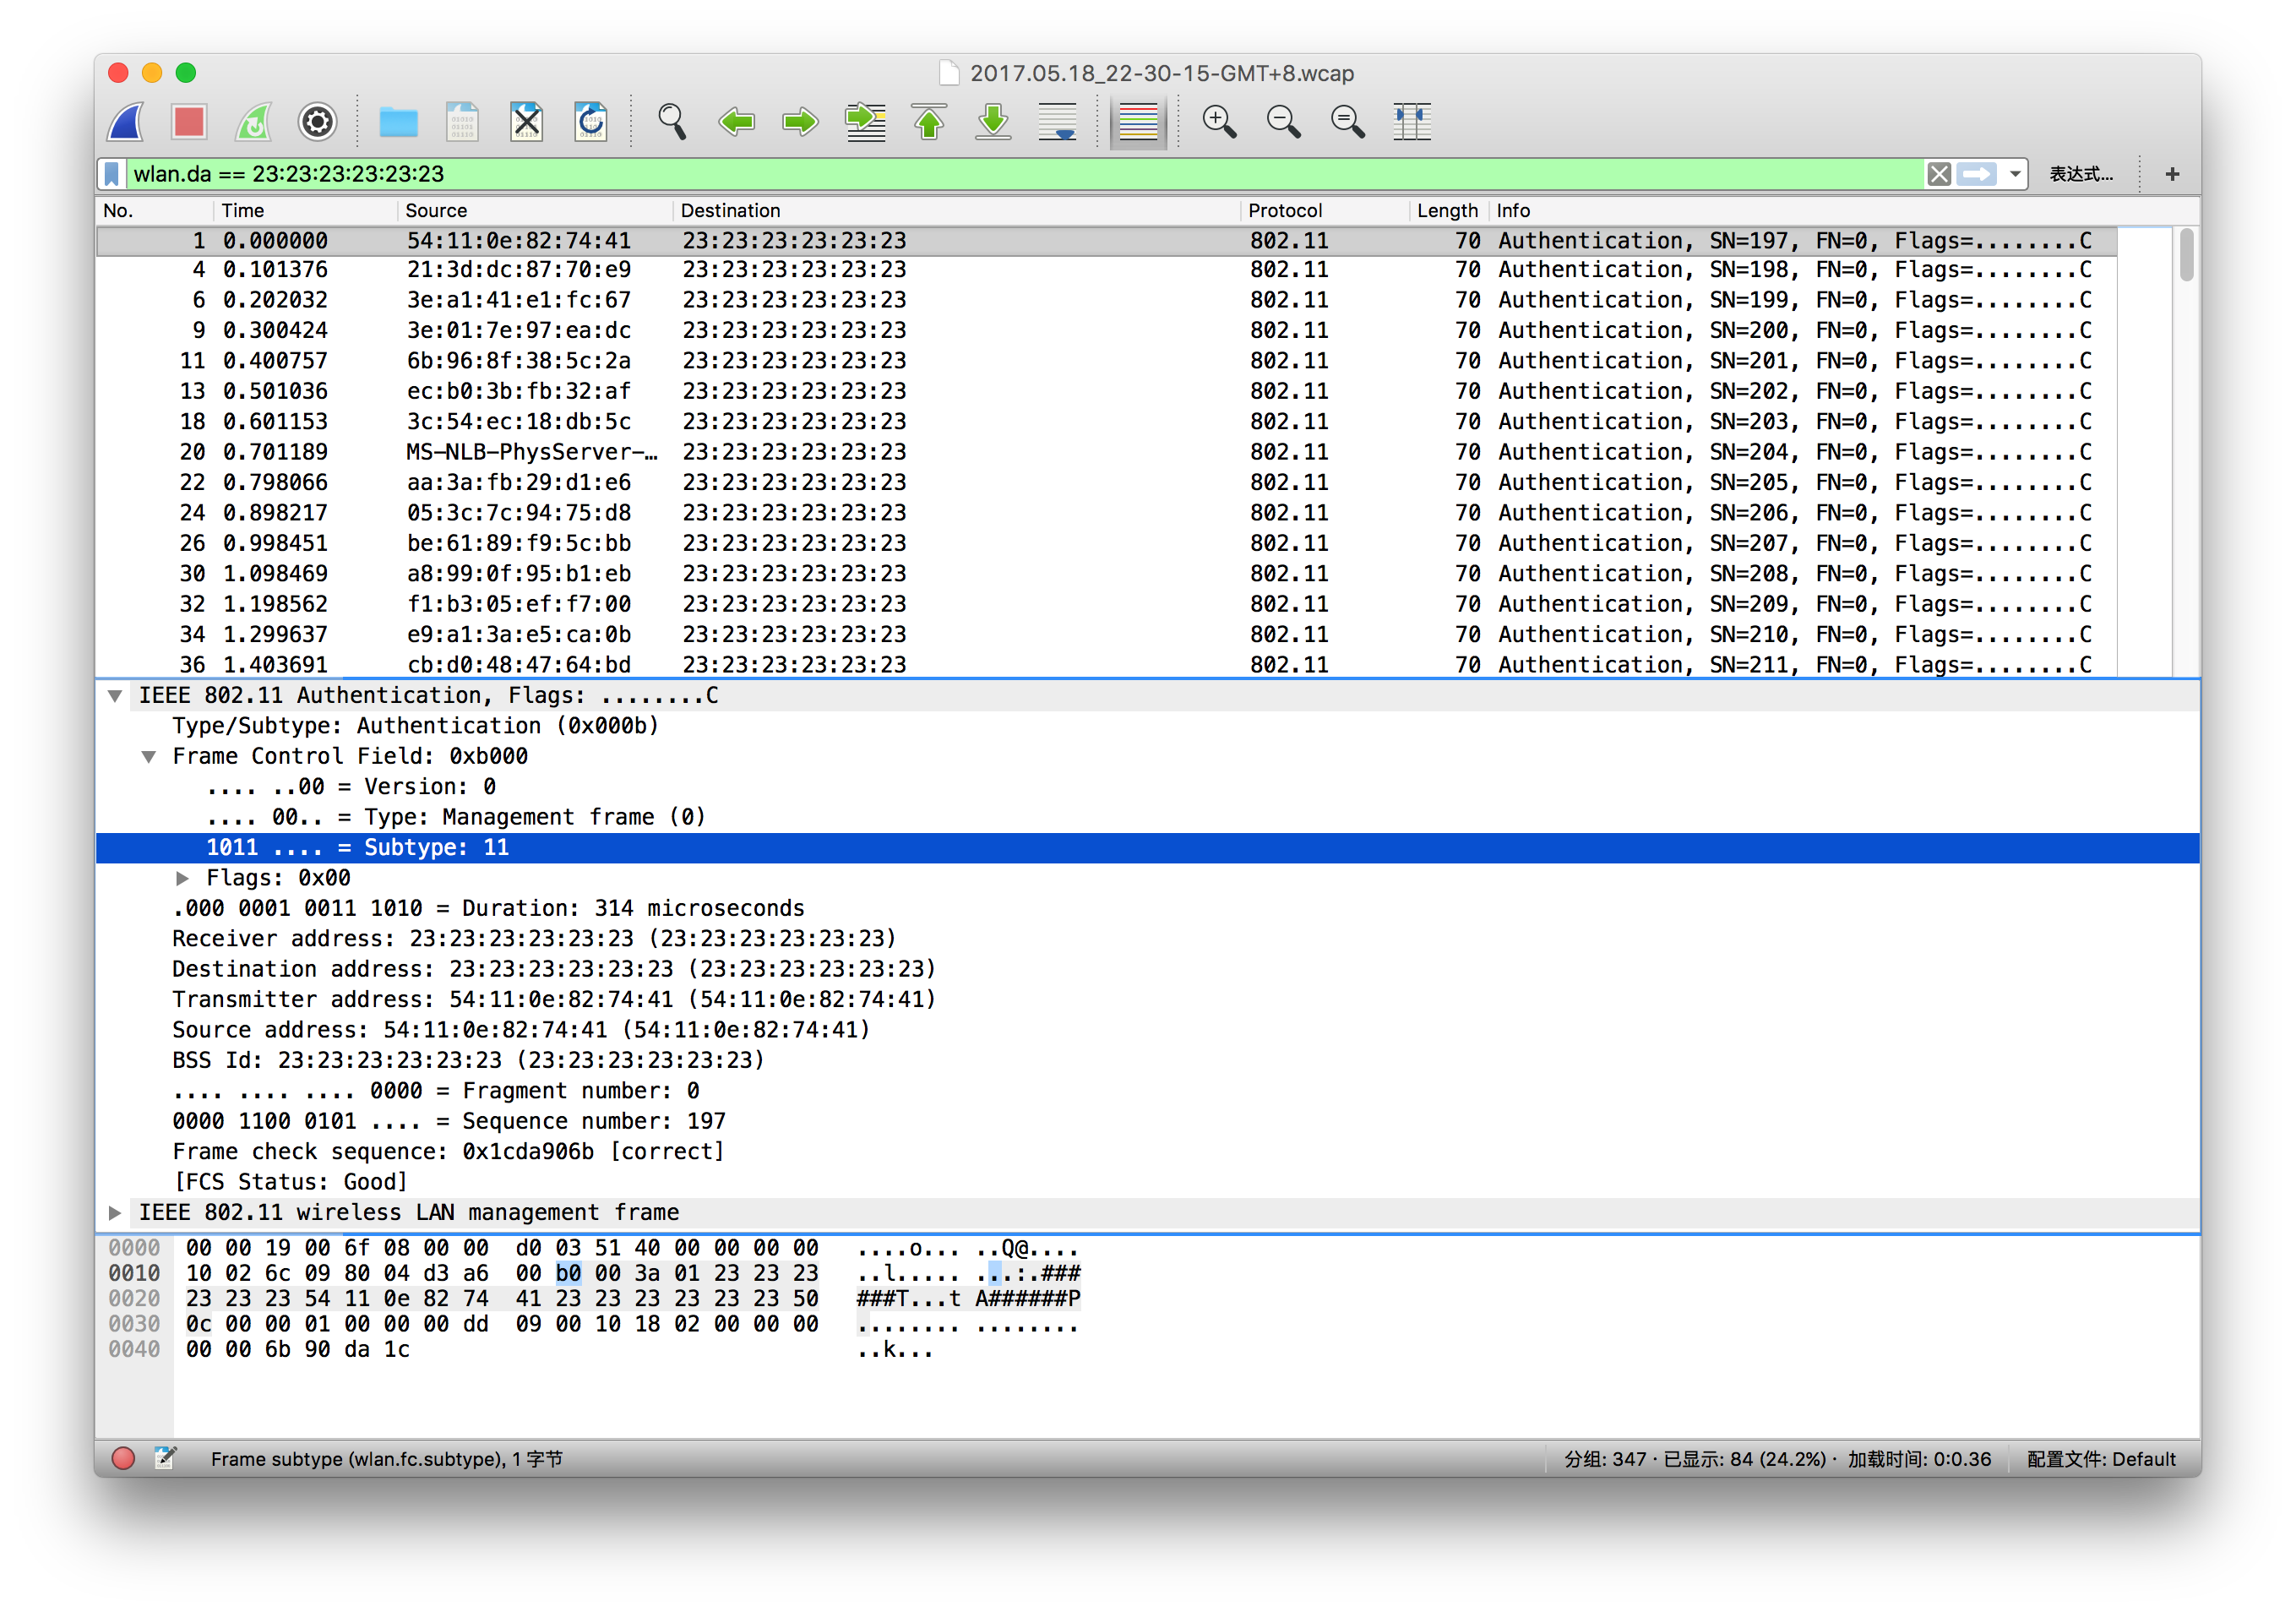 2017.05.18_22-30-15-GMT+8.wcap
wlan.da == 23:23:23:23:23:23 表达式... +
No. Time Source Destination Protocol Length Info
1 0.000000 54:11:0e:82:74:41 23:23:23:23:23:23 802.11 70 Authentication, SN=197, FN=0, Flags=........C
4 0.101376 21:3d:dc:87:70:e9 23:23:23:23:23:23 802.11 70 Authentication, SN=198, FN=0, Flags=........C
6 0.202032 3e:a1:41:e1:fc:67 23:23:23:23:23:23 802.11 70 Authentication, SN=199, FN=0, Flags=........C
9 0.300424 3e:01:7e:97:ea:dc 23:23:23:23:23:23 802.11 70 Authentication, SN=200, FN=0, Flags=........C
11 0.400757 6b:96:8f:38:5c:2a 23:23:23:23:23:23 802.11 70 Authentication, SN=201, FN=0, Flags=........C
13 0.501036 ec:b0:3b:fb:32:af 23:23:23:23:23:23 802.11 70 Authentication, SN=202, FN=0, Flags=........C
18 0.601153 3c:54:ec:18:db:5c 23:23:23:23:23:23 802.11 70 Authentication, SN=203, FN=0, Flags=........C
20 0.701189 MS-NLB-PhysServer-… 23:23:23:23:23:23 802.11 70 Authentication, SN=204, FN=0, Flags=........C
22 0.798066 aa:3a:fb:29:d1:e6 23:23:23:23:23:23 802.11 70 Authentication, SN=205, FN=0, Flags=........C
24 0.898217 05:3c:7c:94:75:d8 23:23:23:23:23:23 802.11 70 Authentication, SN=206, FN=0, Flags=........C
26 0.998451 be:61:89:f9:5c:bb 23:23:23:23:23:23 802.11 70 Authentication, SN=207, FN=0, Flags=........C
30 1.098469 a8:99:0f:95:b1:eb 23:23:23:23:23:23 802.11 70 Authentication, SN=208, FN=0, Flags=........C
32 1.198562 f1:b3:05:ef:f7:00 23:23:23:23:23:23 802.11 70 Authentication, SN=209, FN=0, Flags=........C
34 1.299637 e9:a1:3a:e5:ca:0b 23:23:23:23:23:23 802.11 70 Authentication, SN=210, FN=0, Flags=........C
36 1.403691 cb:d0:48:47:64:bd 23:23:23:23:23:23 802.11 70 Authentication, SN=211, FN=0, Flags=........C
IEEE 802.11 Authentication, Flags: ........C
Type/Subtype: Authentication (0x000b)
Frame Control Field: 0xb000
.... ..00 = Version: 0
.... 00.. = Type: Management frame (0)
1011 .... = Subtype: 11
Flags: 0x00
.000 0001 0011 1010 = Duration: 314 microseconds
Receiver address: 23:23:23:23:23:23 (23:23:23:23:23:23)
Destination address: 23:23:23:23:23:23 (23:23:23:23:23:23)
Transmitter address: 54:11:0e:82:74:41 (54:11:0e:82:74:41)
Source address: 54:11:0e:82:74:41 (54:11:0e:82:74:41)
BSS Id: 23:23:23:23:23:23 (23:23:23:23:23:23)
.... .... .... 0000 = Fragment number: 0
0000 1100 0101 .... = Sequence number: 197
Frame check sequence: 0x1cda906b [correct]
[FCS Status: Good]
IEEE 802.11 wireless LAN management frame
0000 00 00 19 00 6f 08 00 00 d0 03 51 40 00 00 00 00 ....o... ..Q@....
0010 10 02 6c 09 80 04 d3 a6 00 b0 00 3a 01 23 23 23 ..l..... ...:.###
0020 23 23 23 54 11 0e 82 74 41 23 23 23 23 23 23 50 ###T...t A######P
0030 0c 00 00 01 00 00 00 dd 09 00 10 18 02 00 00 00 ........ ........
0040 00 00 6b 90 da 1c ..k...
Frame subtype (wlan.fc.subtype), 1 字节 分组: 347 · 已显示: 84 (24.2%) · 加载时间: 0:0.36 配置文件: Default